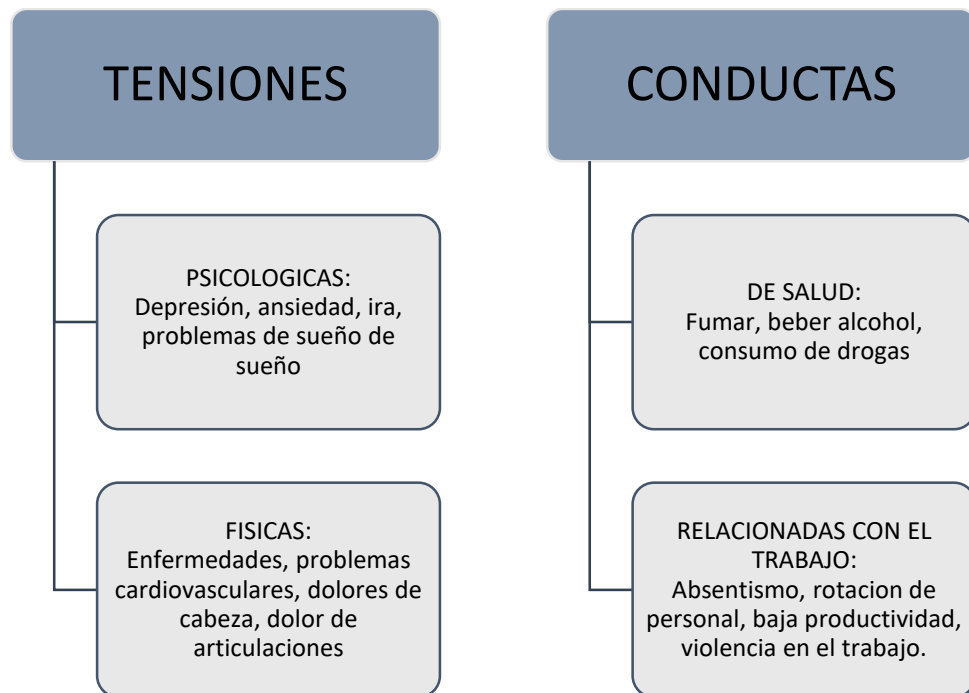 TENSIONES
PSICOLOGICAS:
Depresión, ansiedad, ira,
problemas de sueño de
sueño
FISICAS:
Enfermedades, problemas
cardiovasculares, dolores de
cabeza, dolor de
articulaciones
CONDUCTAS
DE SALUD:
Fumar, beber alcohol,
consumo de drogas
RELACIONADAS CON EL
TRABAJO:
Absentismo, rotacion de
personal, baja productividad,
violencia en el trabajo.